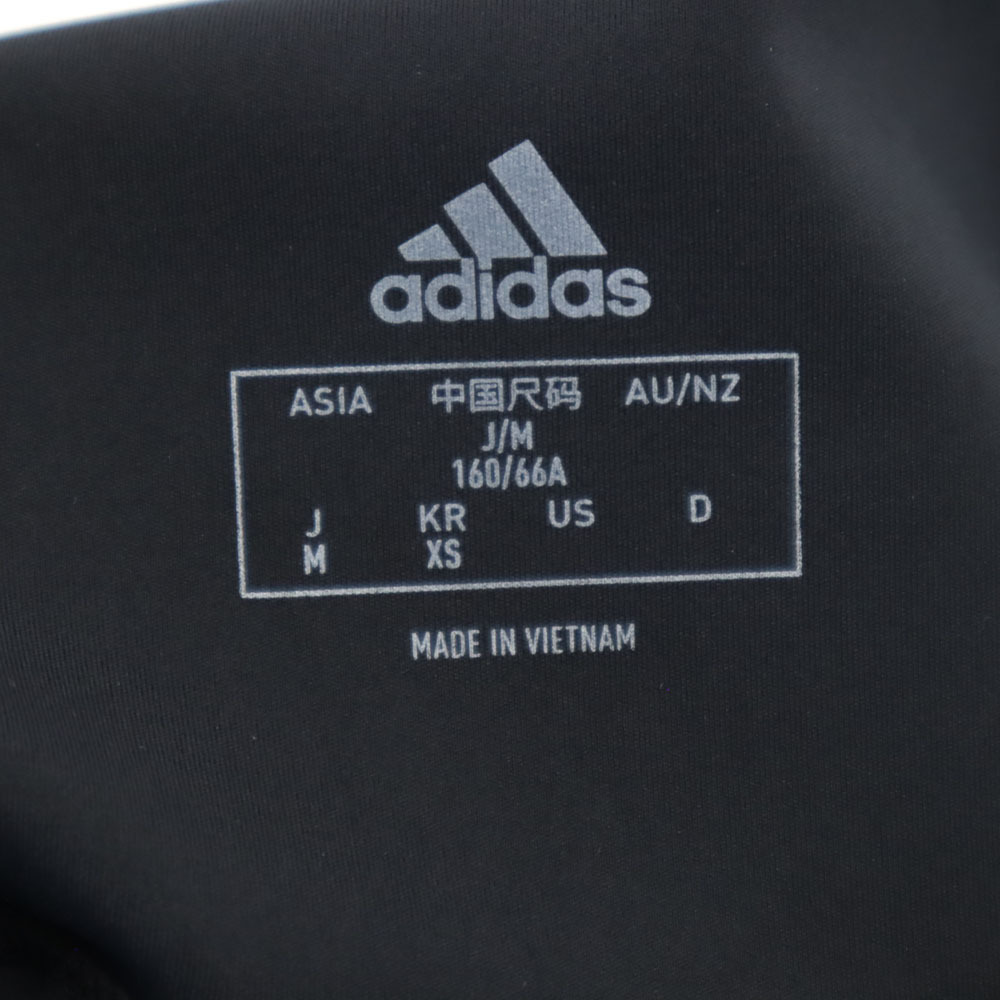 adidas
ASIA 中国尺码 AU/NZ
J/M
160/66A
J KR US D
M XS
MADE IN VIETNAM